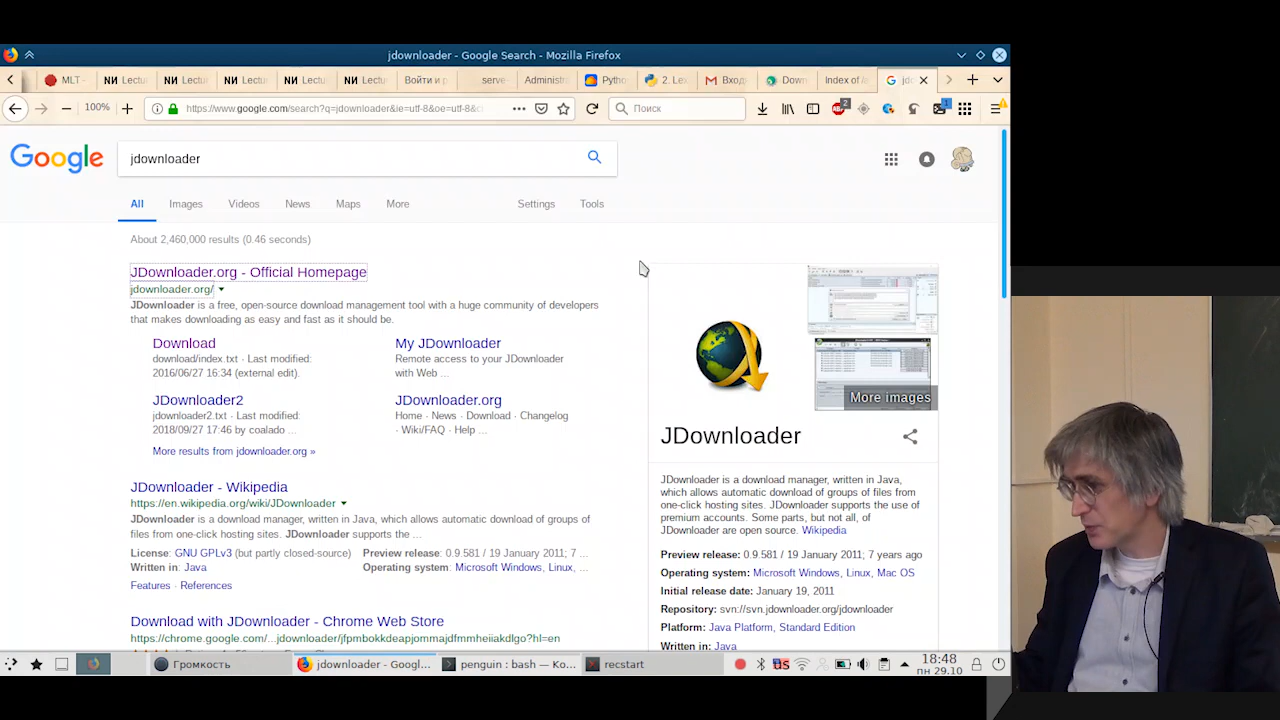 jdownloader - Google Search - Mozilla Firefox
MLT -
NИ Lectu
NИ Lectu
NИ Lectu
NИ Lectu
NИ Lectu
Войти и р
serve-
Administ
Pytho
2. Lex
Вход
Down
Index of /a
G jd
100%
https://www.google.com/search?q=jdownloader&ie=utf-8&oe=utf-8&c
Поиск
ABP 2
1
Google
jdownloader
All
Images
Videos
News
Maps
More
Settings
Tools
About 2,460,000 results (0.46 seconds)
JDownloader.org - Official Homepage
jdownloader.org/
JDownloader is a free, open-source download management tool with a huge community of developers
that makes downloading as easy and fast as it should be.
Download
download/index.txt · Last modified:
2016/06/27 16:34 (external edit).
My JDownloader
Remote access to your JDownloader
with Web ...
JDownloader2
jdownloader2.txt · Last modified:
2018/09/27 17:46 by coalado ...
JDownloader.org
Home · News · Download · Changelog
· Wiki/FAQ · Help ...
More results from jdownloader.org »
JDownloader - Wikipedia
https://en.wikipedia.org/wiki/JDownloader
JDownloader is a download manager, written in Java, which allows automatic download of groups of
files from one-click hosting sites. JDownloader supports the ...
License: GNU GPLv3 (but partly closed-source)
Preview release: 0.9.581 / 19 January 2011; 7 ...
Written in: Java
Operating system: Microsoft Windows, Linux, ...
Features · References
Download with JDownloader - Chrome Web Store
https://chrome.google.com/...jdownloader/jfpmbokkdeapjommajdfmmheiiakdlgo?hl=en
More images
JDownloader
JDownloader is a download manager, written in Java,
which allows automatic download of groups of files from
one-click hosting sites. JDownloader supports the use of
premium accounts. Some parts, but not all, of
JDownloader are open source. Wikipedia
Preview release: 0.9.581 / 19 January 2011; 7 years ago
Operating system: Microsoft Windows, Linux, Mac OS
Initial release date: January 19, 2011
Repository: svn://svn.jdownloader.org/jdownloader
Platform: Java Platform, Standard Edition
Written in: Java
Громкость
jdownloader - Googl...
penguin : bash — Ko...
recstart
US
18:48
пн 29.10